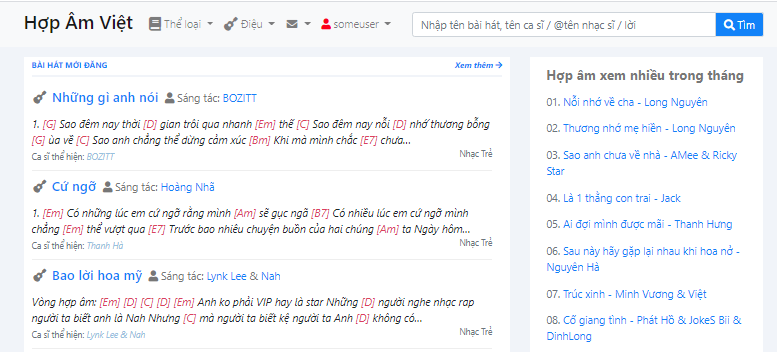 Hợp Âm Việt Thể loại Điệu someuser Nhập tên bài hát, tên ca sĩ / @tên nhạc sĩ / lời Tìm
BÀI HÁT MỚI ĐĂNG Xem thêm
Những gì anh nói Sáng tác: BOZITT
1. [G] Sao đêm nay thời [D] gian trôi qua nhanh [Em] thế [C] Sao đêm nay nỗi [D] nhớ thương bỗng
[G] ùa về [C] Sao anh chẳng thể dừng cảm xúc [Bm] Khi mà mình chắc [E7] chưa...
Ca sĩ thể hiện: BOZITT Nhạc Trẻ
Cứ ngỡ Sáng tác: Hoàng Nhã
1. [Em] Có những lúc em cứ ngỡ rằng mình [Am] sẽ gục ngã [B7] Có nhiều lúc em cứ ngỡ mình
chẳng [Em] thể vượt qua [E7] Trước bao nhiêu chuyện buồn của hai chúng [Am] ta Ngày hôm...
Ca sĩ thể hiện: Thanh Hà Nhạc Trẻ
Bao lời hoa mỹ Sáng tác: Lynk Lee & Nah
Vòng hợp âm: [Em] [D] [C] [D] [Em] Anh ko phải VIP hay là star Những [D] người nghe nhạc rap
người ta biết anh là Nah Nhưng [C] mà người ta biết kệ người ta Anh [D] không có...
Ca sĩ thể hiện: Lynk Lee & Nah Nhạc Trẻ
Hợp âm xem nhiều trong tháng
01. Nỗi nhớ về cha - Long Nguyên
02. Thương nhớ mẹ hiền - Long Nguyên
03. Sao anh chưa về nhà - AMee & Ricky
Star
04. Là 1 thằng con trai - Jack
05. Ai đợi mình được mãi - Thanh Hưng
06. Sau này hãy gặp lại nhau khi hoa nở -
Nguyên Hà
07. Trúc xinh - Minh Vương & Việt
08. Cố giang tình - Phát Hồ & JokeS Bii &
DinhLong